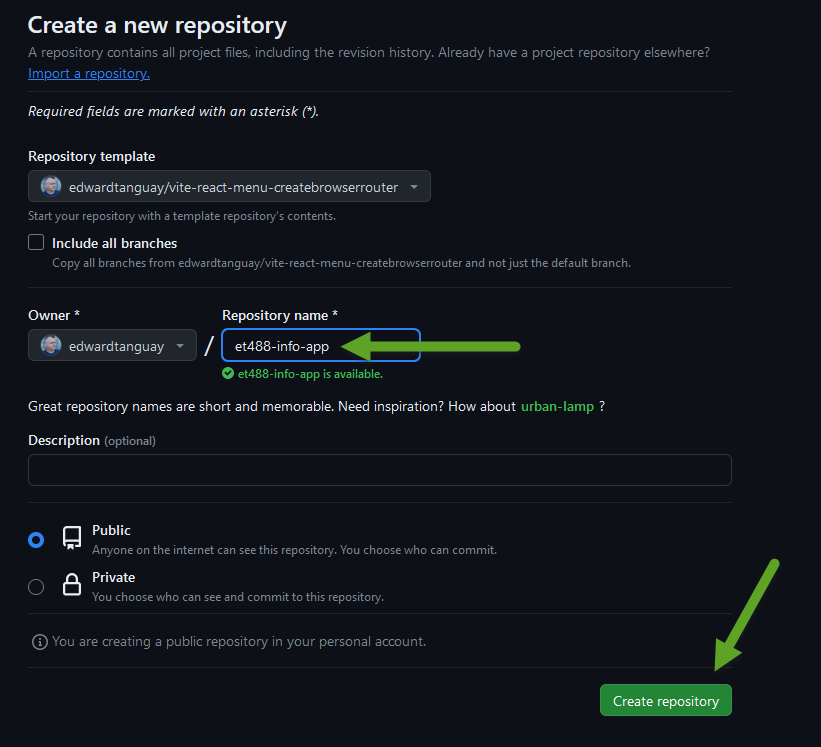 Create a new repository
A repository contains all project files, including the revision history. Already have a project repository elsewhere?
Import a repository.
Required fields are marked with an asterisk (*).
Repository template
edwardtanguay/vite-react-menu-createbrowserrouter
Start your repository with a template repository's contents.
Include all branches
Copy all branches from edwardtanguay/vite-react-menu-createbrowserrouter and not just the default branch.
Owner * Repository name *
edwardtanguay / et488-info-app
et488-info-app is available.
Great repository names are short and memorable. Need inspiration? How about urban-lamp ?
Description (optional)
Public
Anyone on the internet can see this repository. You choose who can commit.
Private
You choose who can see and commit to this repository.
You are creating a public repository in your personal account.
Create repository